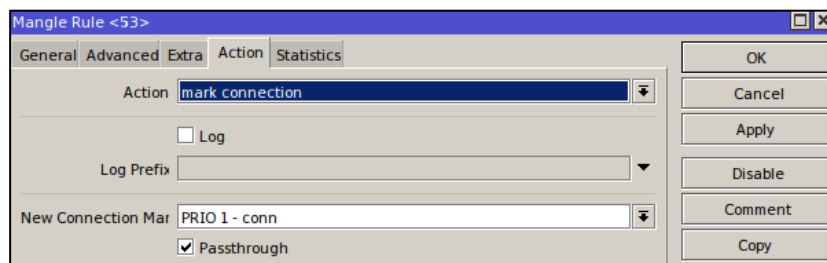 Mangle Rule <53>
General Advanced Extra Action Statistics
OK
Action mark connection
Cancel
Log
Apply
Log Prefix
Disable
New Connection Mar PRIO 1 - conn
Comment
Passthrough
Copy